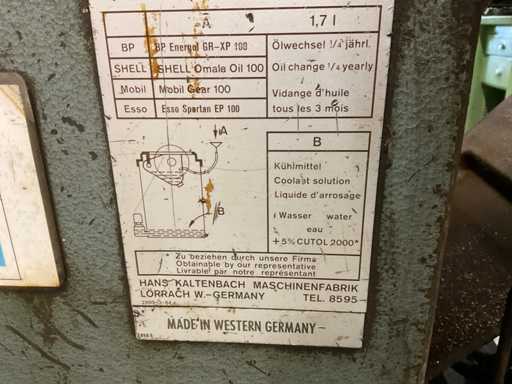 A 1,7 l
BP BP Energol GR-XP 100
SHELL SHELL Omala Oil 100
Mobil Mobil Gear 100
Esso Esso Spartan EP 100
Ölwechsel 1/4 jährl.
Oil change 1/4 yearly
Vidange d'huile
tous les 3 mois
A
B
B
Kühlmittel
Coolant solution
Liquide d'arrosage
Wasser water
eau
+ 5% CUTOL 2000*
* Zu beziehen durch unsere Firma
Obtainable by our representative
Livrable par notre représentant
HANS KALTENBACH MASCHINENFABRIK
LÖRRACH W.-GERMANY TEL. 8595
MADE IN WESTERN GERMANY